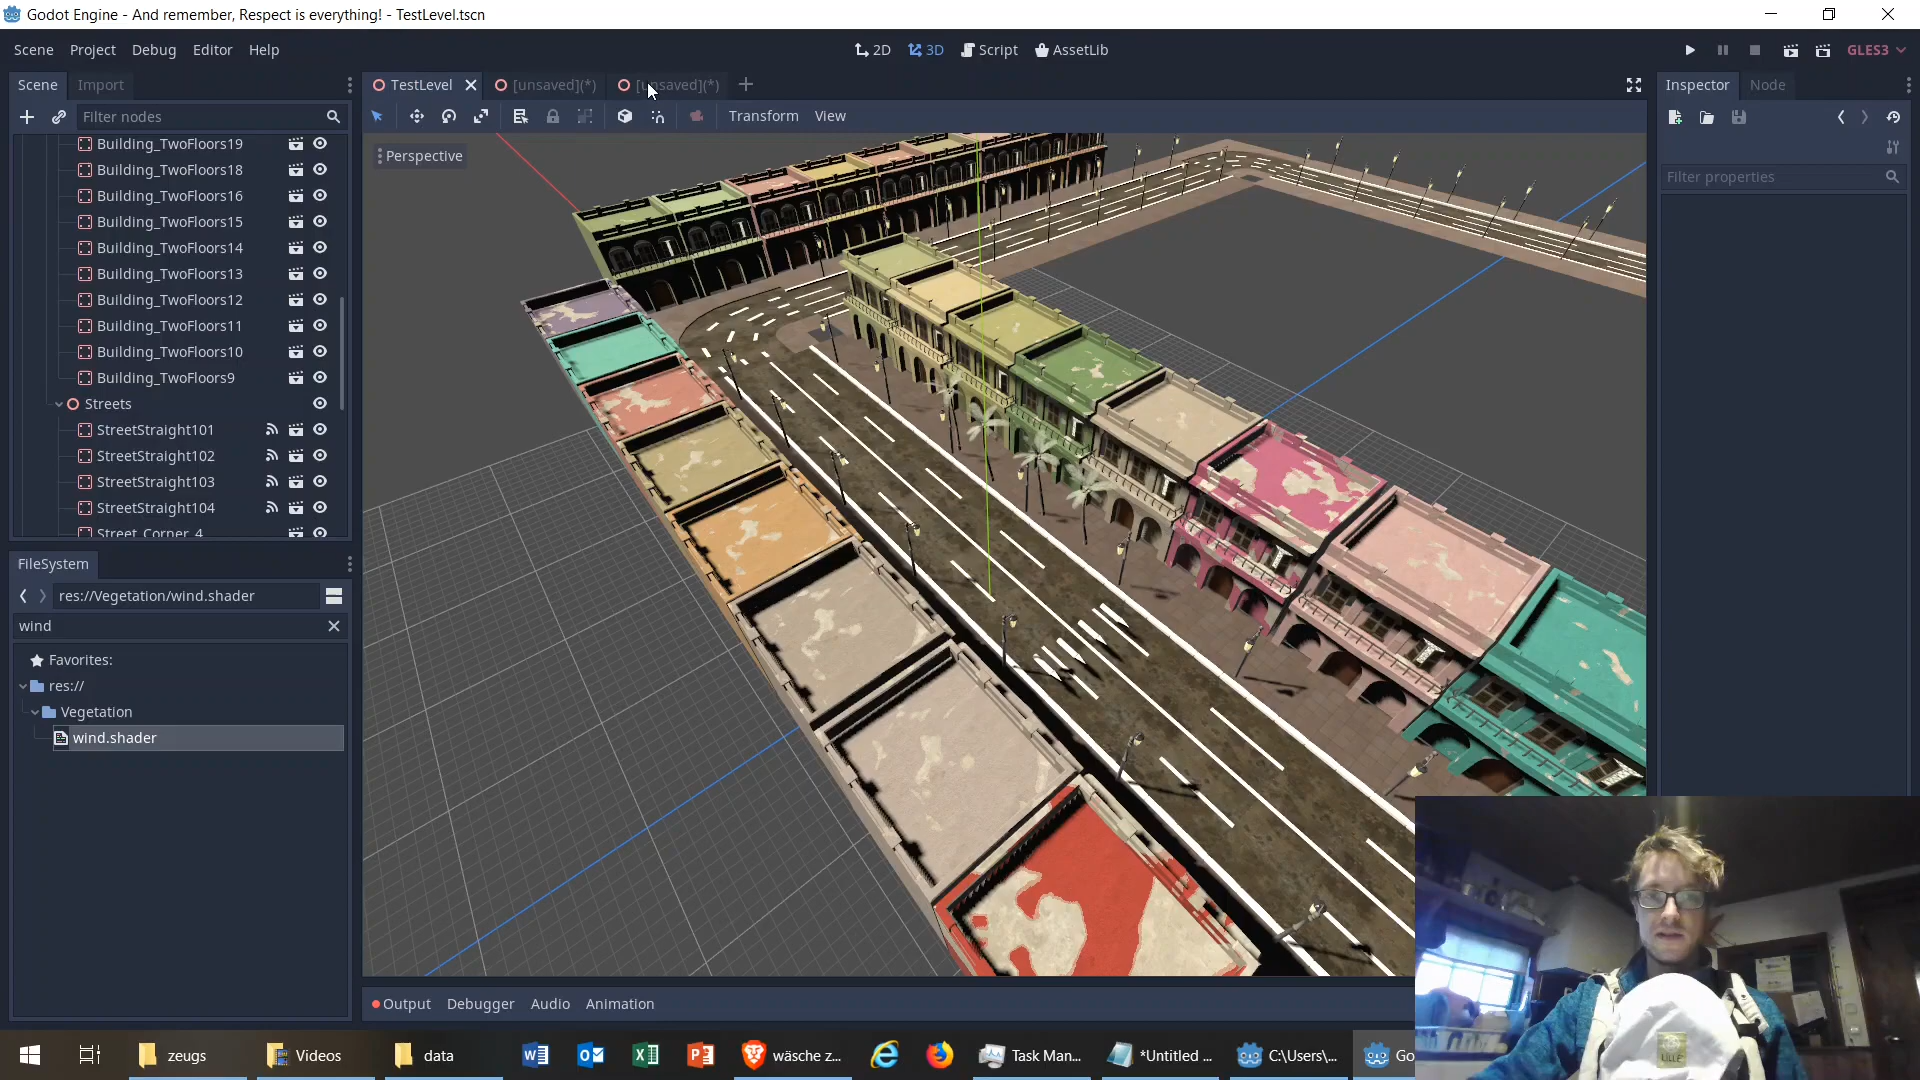 Godot Engine - And remember, Respect is everything! - TestLevel.tscn
Scene Project Debug Editor Help
2D 3D Script AssetLib
GLES3
Scene Import
TestLevel [unsaved](*)
Inspector Node
Filter nodes
Transform View
Perspective
Filter properties
Building_TwoFloors19
Building_TwoFloors18
Building_TwoFloors16
Building_TwoFloors15
Building_TwoFloors14
Building_TwoFloors13
Building_TwoFloors12
Building_TwoFloors11
Building_TwoFloors10
Building_TwoFloors9
Streets
StreetStraight101
StreetStraight102
StreetStraight103
StreetStraight104
Street_Corner_4
FileSystem
res://Vegetation/wind.shader
wind
Favorites:
res://
Vegetation
wind.shader
Output Debugger Audio Animation
LILLE
zeugs Videos data wäsche z... Task Man... *Untitled ... C:\Users\... Go